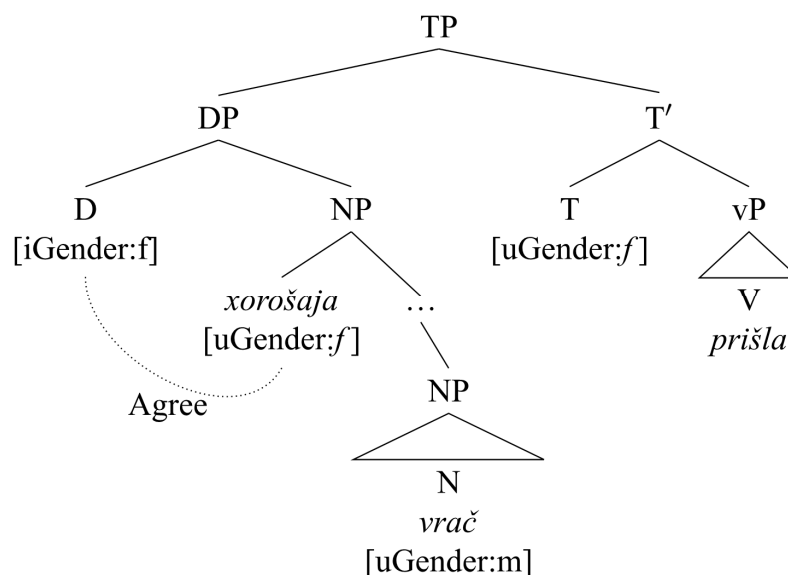 TP
DP T′
D NP T vP
[iGender:f] [uGender:f]
xorošaja … V
[uGender:f] prišla
Agree NP
N
vrač
[uGender:m]